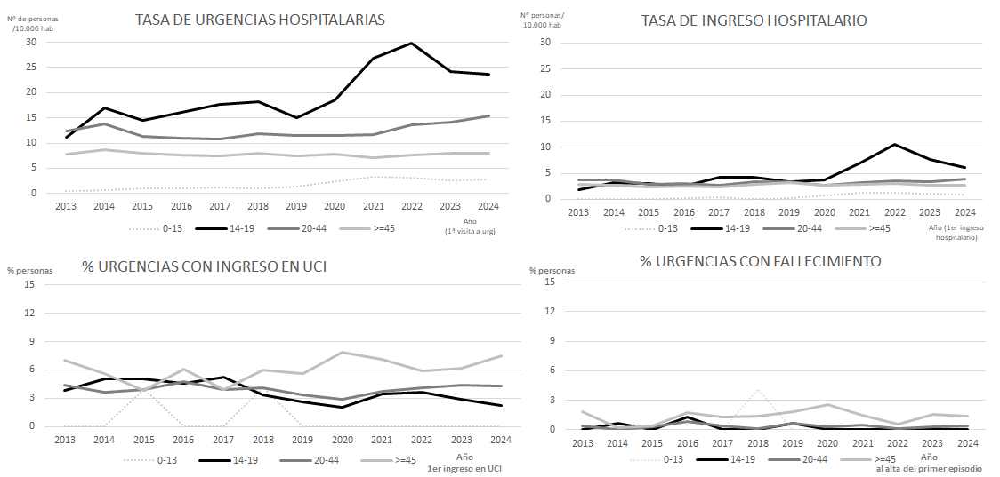 TASA DE URGENCIAS HOSPITALARIAS
Nº de personas
/10.000 hab
30
25
20
15
10
5
0
2013 2014 2015 2016 2017 2018 2019 2020 2021 2022 2023 2024
0-13 14-19 20-44 >=45
Año
(1ª visita a urg)
TASA DE INGRESO HOSPITALARIO
Nº personas/
10.000 hab
30
25
20
15
10
5
0
2013 2014 2015 2016 2017 2018 2019 2020 2021 2022 2023 2024
0-13 14-19 20-44 >=45
Año (1er ingreso
hospitalario)
% URGENCIAS CON INGRESO EN UCI
% personas
15
12
9
6
3
0
2013 2014 2015 2016 2017 2018 2019 2020 2021 2022 2023 2024
0-13 14-19 20-44 >=45
Año
1er ingreso en UCI
% URGENCIAS CON FALLECIMIENTO
% personas
15
12
9
6
3
0
2013 2014 2015 2016 2017 2018 2019 2020 2021 2022 2023 2024
0-13 14-19 20-44 >=45
Año
al alta del primer episodio